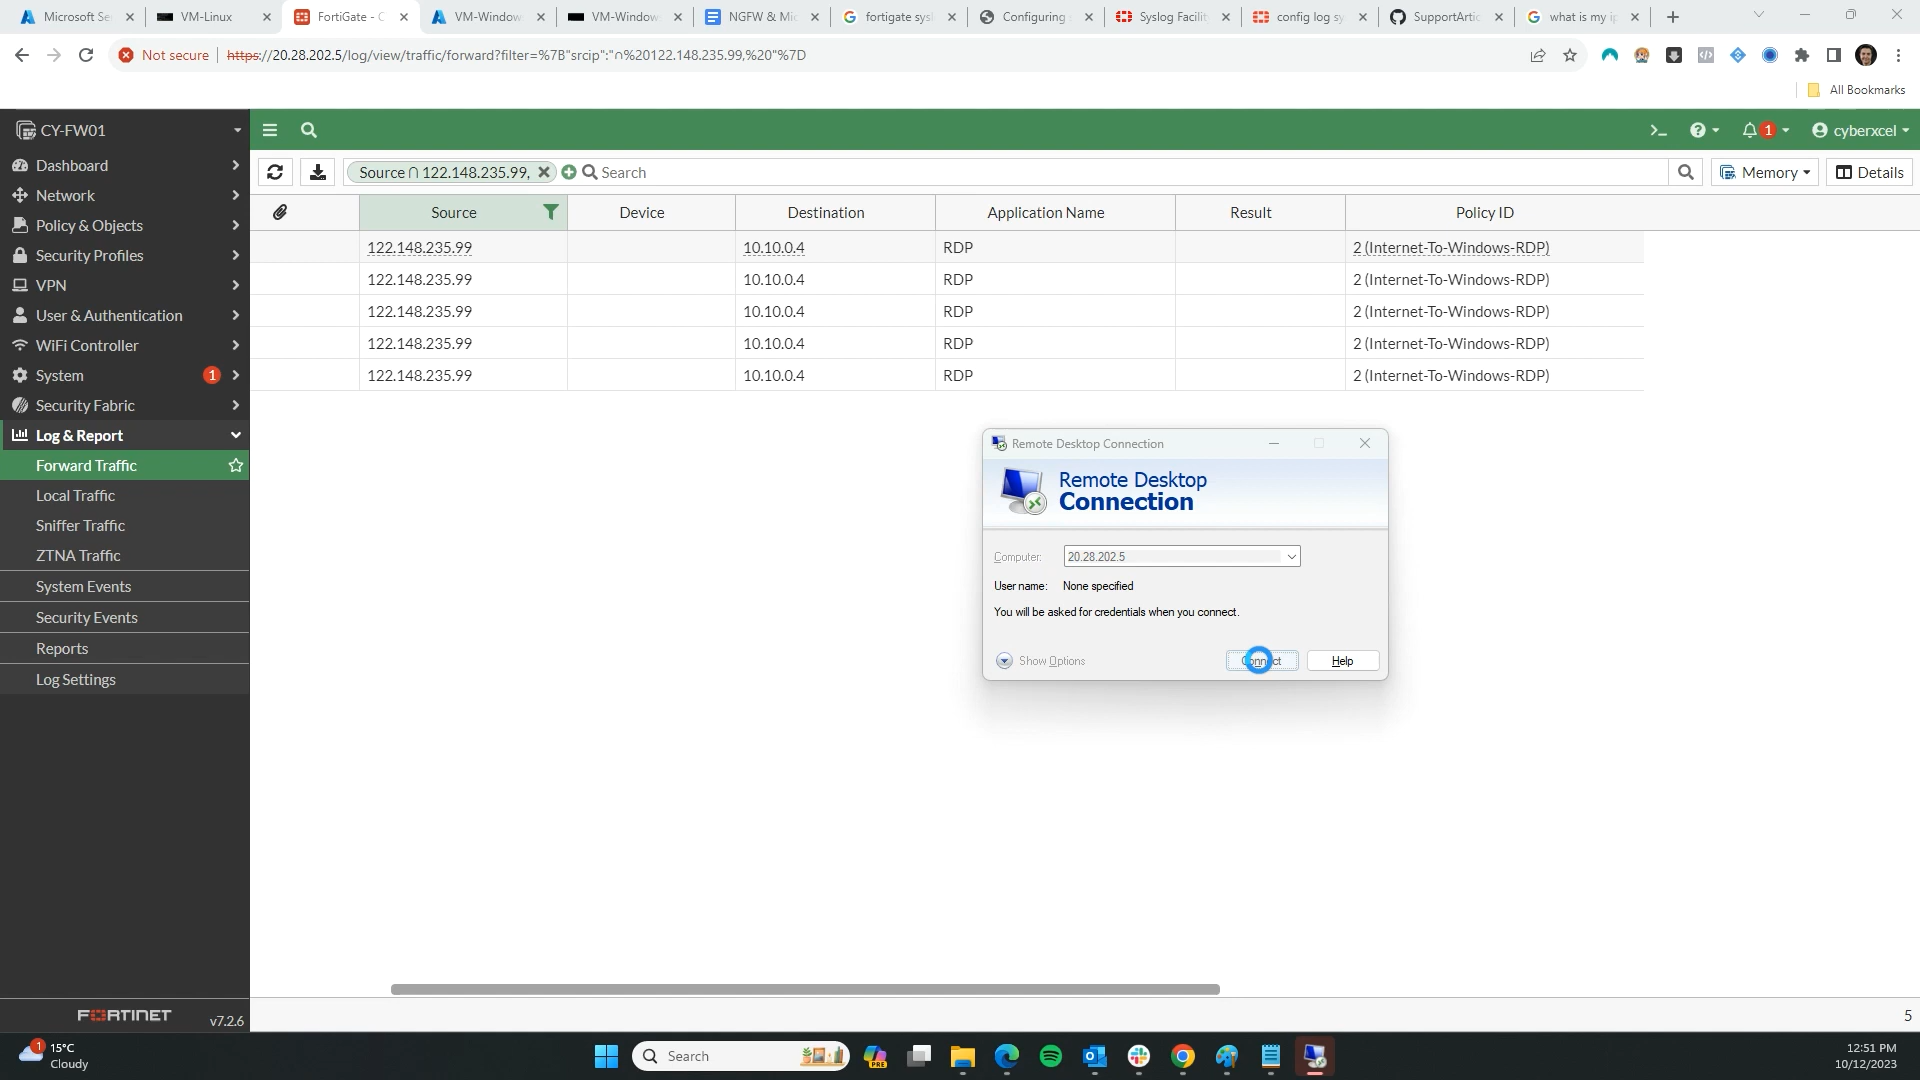 Microsoft Se
VM-Linux
FortiGate - C
VM-Window
VM-Window
NGFW & Mic
fortigate sysl
Configuring
Syslog Facilit
config log sy
SupportArtic
what is my ip
Not secure
https://20.28.202.5/log/view/traffic/forward?filter=%7B"srcip":"∩%20122.148.235.99,%20"%7D
All Bookmarks
CY-FW01
1
cyberxcel
Dashboard
Network
Policy & Objects
Security Profiles
VPN
User & Authentication
WiFi Controller
System
1
Security Fabric
Log & Report
Forward Traffic
Local Traffic
Sniffer Traffic
ZTNA Traffic
System Events
Security Events
Reports
Log Settings
FORTINET
v7.2.6
Source ∩ 122.148.235.99,
Search
Memory
Details
Source Device Destination Application Name Result Policy ID
122.148.235.99 10.10.0.4 RDP 2 (Internet-To-Windows-RDP)
122.148.235.99 10.10.0.4 RDP 2 (Internet-To-Windows-RDP)
122.148.235.99 10.10.0.4 RDP 2 (Internet-To-Windows-RDP)
122.148.235.99 10.10.0.4 RDP 2 (Internet-To-Windows-RDP)
122.148.235.99 10.10.0.4 RDP 2 (Internet-To-Windows-RDP)
Remote Desktop Connection
Remote Desktop
Connection
Computer: 20.28.202.5
User name: None specified
You will be asked for credentials when you connect.
Show Options
Connect
Help
5
1
15°C
Cloudy
Search
PRE
12:51 PM
10/12/2023